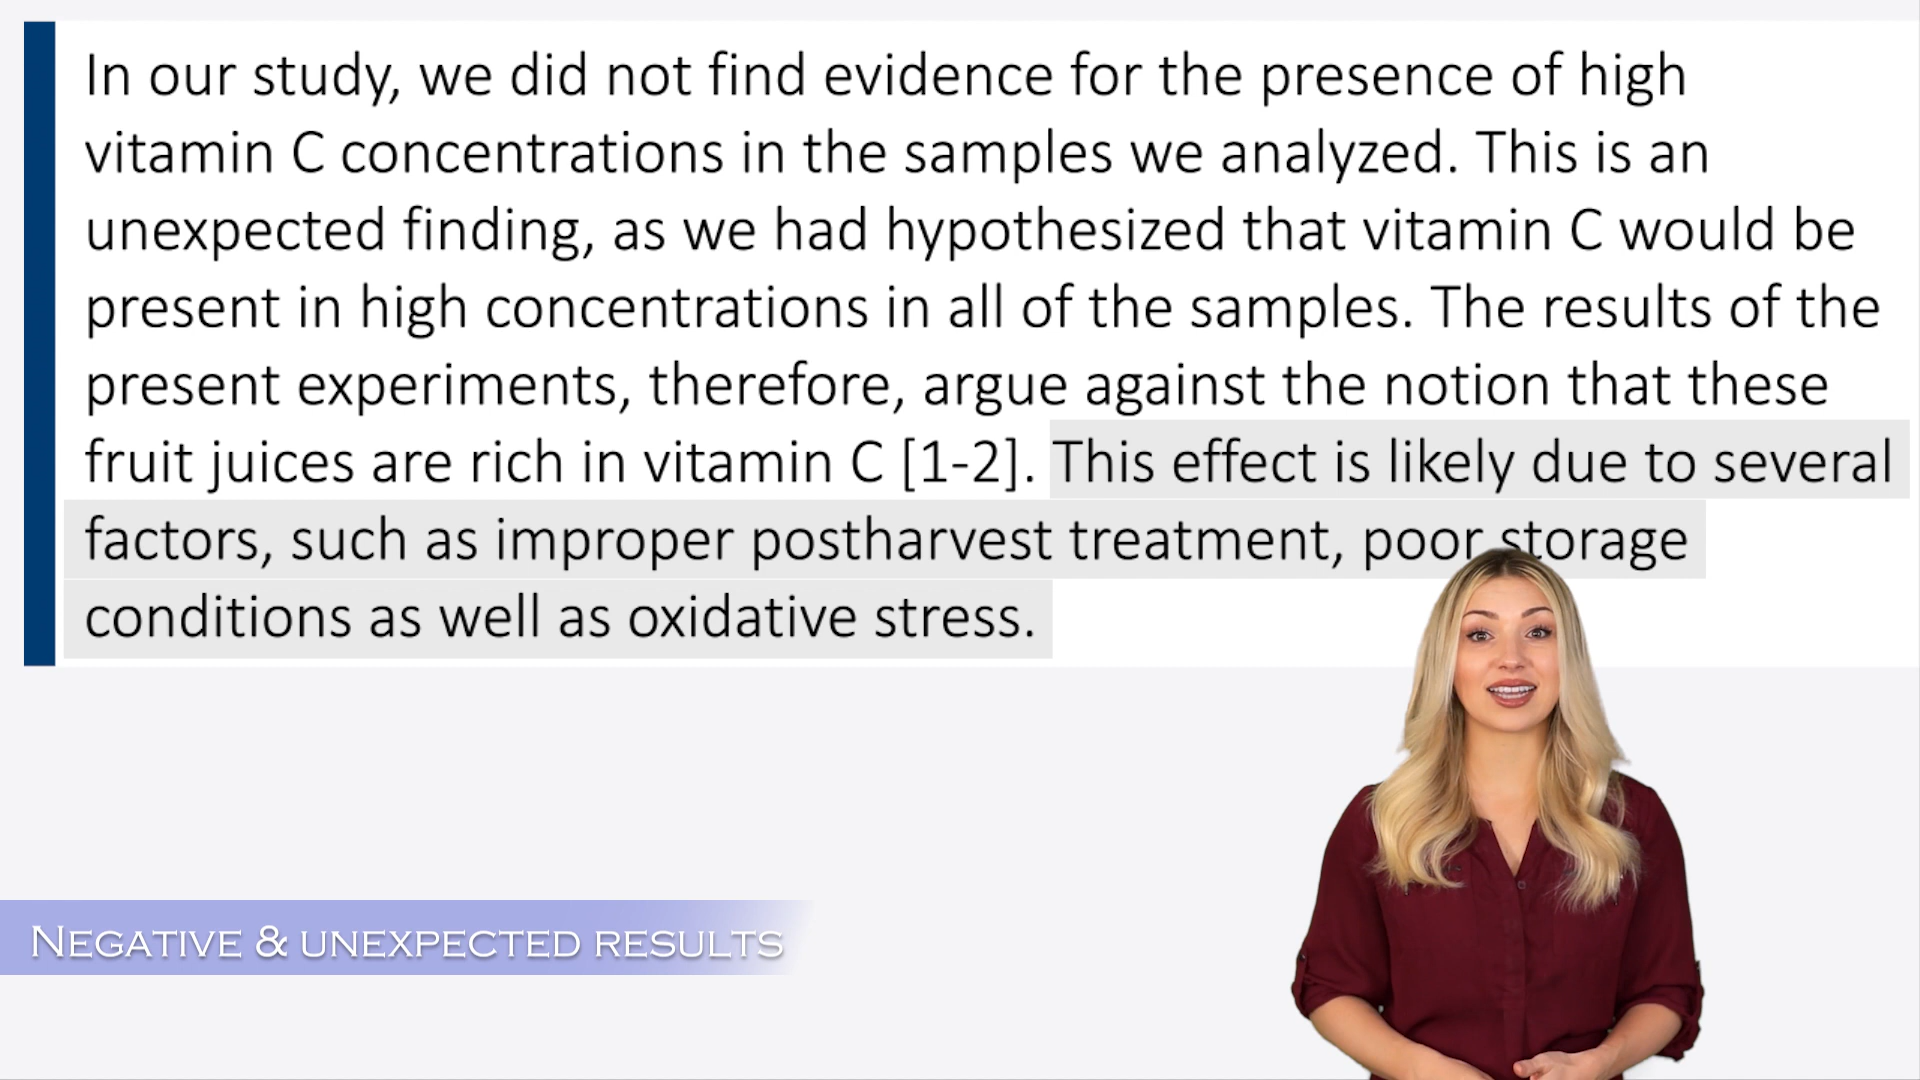 In our study, we did not find evidence for the presence of high
vitamin C concentrations in the samples we analyzed. This is an
unexpected finding, as we had hypothesized that vitamin C would be
present in high concentrations in all of the samples. The results of the
present experiments, therefore, argue against the notion that these
fruit juices are rich in vitamin C [1-2]. This effect is likely due to several
factors, such as improper postharvest treatment, poor storage
conditions as well as oxidative stress.
NEGATIVE & UNEXPECTED RESULTS